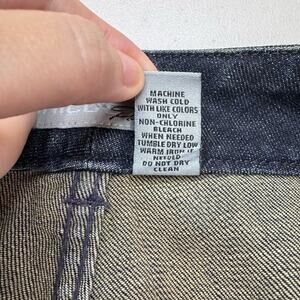 MACHINE
WASH COLD
WITH LIKE COLORS
ONLY
NON-CHLORINE
BLEACH
WHEN NEEDED
TUMBLE DRY LOW
WARM IRON IF
NEEDED
DO NOT DRY
CLEAN